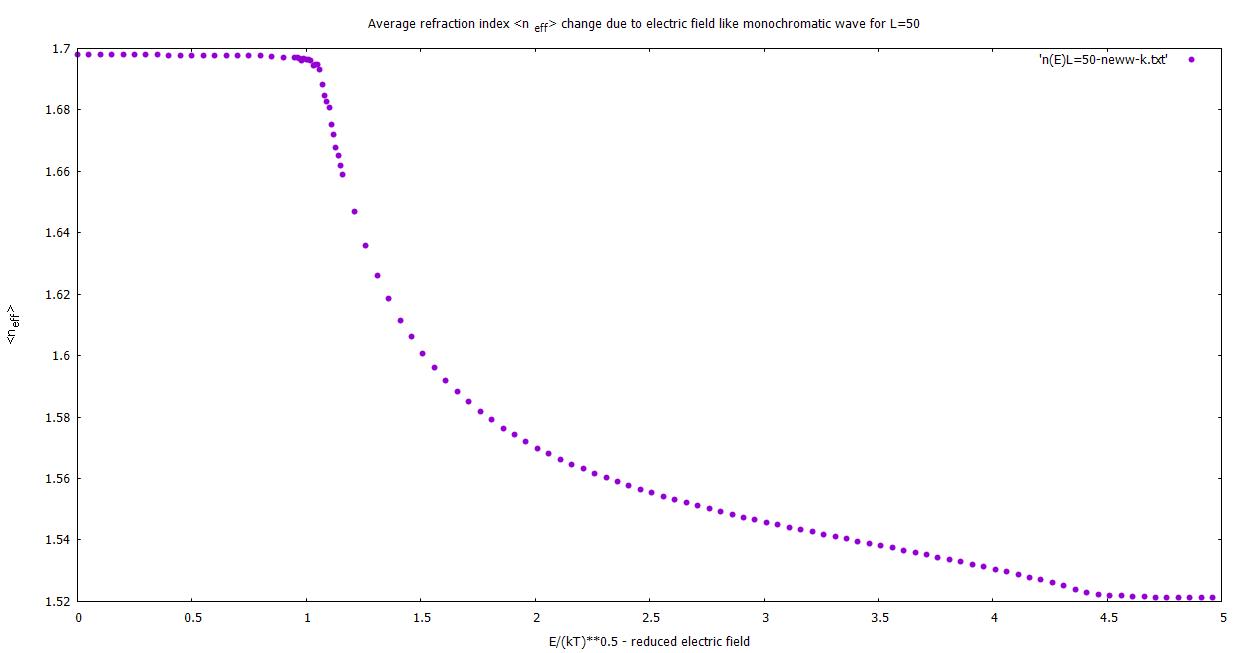 Average refraction index <n eff> change due to electric field like monochromatic wave for L=50
'n(E)L=50-neww-k.txt'
<neff>
1.7
1.68
1.66
1.64
1.62
1.6
1.58
1.56
1.54
1.52
0 0.5 1 1.5 2 2.5 3 3.5 4 4.5 5
E/(kT)**0.5 - reduced electric field